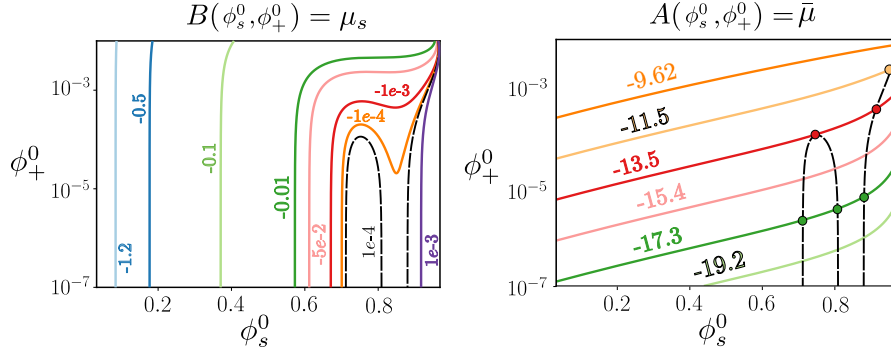 B(ϕ_s^0, ϕ_+^0) = μ_s
ϕ_+^0
10^−3
10^−5
10^−7
-1.2
-0.5
-0.1
-0.01
-5e-2
-1e-3
-1e-4
1e-4
1e-3
0.2 0.4 0.6 0.8
ϕ_s^0
A(ϕ_s^0, ϕ_+^0) = μ̄
ϕ_+^0
10^−3
10^−5
10^−7
-9.62
-11.5
-13.5
-15.4
-17.3
-19.2
0.2 0.4 0.6 0.8
ϕ_s^0